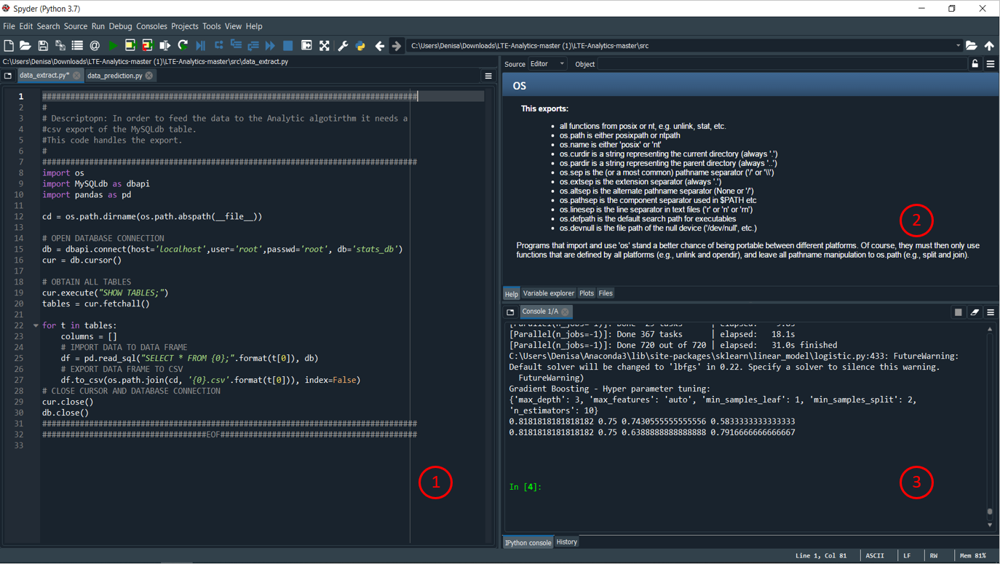 Spyder (Python 3.7)
File Edit Search Source Run Debug Consoles Projects Tools View Help
C:\Users\Denisa\Downloads\LTE-Analytics-master (1)\LTE-Analytics-master\src
C:\Users\Denisa\Downloads\LTE-Analytics-master (1)\LTE-Analytics-master\src\data_extract.py
data_extract.py* data_prediction.py
1 ################################################################################
2 #
3 # Descriptopn: In order to feed the data to the Analytic algotirthm it needs a
4 #csv export of the MySQLdb table.
5 #This code handles the export.
6 #
7 ################################################################################
8 import os
9 import MySQLdb as dbapi
10 import pandas as pd
11
12 cd = os.path.dirname(os.path.abspath(__file__))
13
14 # OPEN DATABASE CONNECTION
15 db = dbapi.connect(host='localhost',user='root',passwd='root', db='stats_db')
16 cur = db.cursor()
17
18 # OBTAIN ALL TABLES
19 cur.execute("SHOW TABLES;")
20 tables = cur.fetchall()
21
22 for t in tables:
23 columns = []
24 # IMPORT DATA TO DATA FRAME
25 df = pd.read_sql("SELECT * FROM {0};".format(t[0]), db)
26 # EXPORT DATA FRAME TO CSV
27 df.to_csv(os.path.join(cd, '{0}.csv'.format(t[0])), index=False)
28 # CLOSE CURSOR AND DATABASE CONNECTION
29 cur.close()
30 db.close()
31 ################################################################################
32 ###################################EOF##########################################
33
1
Source Editor Object
OS
This exports:
• all functions from posix or nt, e.g. unlink, stat, etc.
• os.path is either posixpath or ntpath
• os.name is either 'posix' or 'nt'
• os.curdir is a string representing the current directory (always '.')
• os.pardir is a string representing the parent directory (always '..')
• os.sep is the (or a most common) pathname separator ('/' or '\\')
• os.extsep is the extension separator (always '.')
• os.altsep is the alternate pathname separator (None or '/')
• os.pathsep is the component separator used in $PATH etc
• os.linesep is the line separator in text files ('r' or 'n' or 'rn')
• os.defpath is the default search path for executables
• os.devnull is the file path of the null device ('/dev/null', etc.)
2
Programs that import and use 'os' stand a better chance of being portable between different platforms. Of course, they must then only use
functions that are defined by all platforms (e.g., unlink and opendir), and leave all pathname manipulation to os.path (e.g., split and join).
Help Variable explorer Plots Files
Console 1/A
[Parallel(n_jobs=-1)]: Done 29 tasks | elapsed:
[Parallel(n_jobs=-1)]: Done 367 tasks | elapsed: 18.1s
[Parallel(n_jobs=-1)]: Done 720 out of 720 | elapsed: 31.0s finished
C:\Users\Denisa\Anaconda3\lib\site-packages\sklearn\linear_model\logistic.py:433: FutureWarning:
Default solver will be changed to 'lbfgs' in 0.22. Specify a solver to silence this warning.
FutureWarning)
Gradient Boosting - Hyper parameter tuning:
{'max_depth': 3, 'max_features': 'auto', 'min_samples_leaf': 1, 'min_samples_split': 2,
'n_estimators': 10}
0.8181818181818182 0.75 0.7430555555555556 0.5833333333333333
0.8181818181818182 0.75 0.6388888888888888 0.7916666666666667
In [4]:
3
IPython console History
Line 1, Col 81 ASCII LF RW Mem 81%